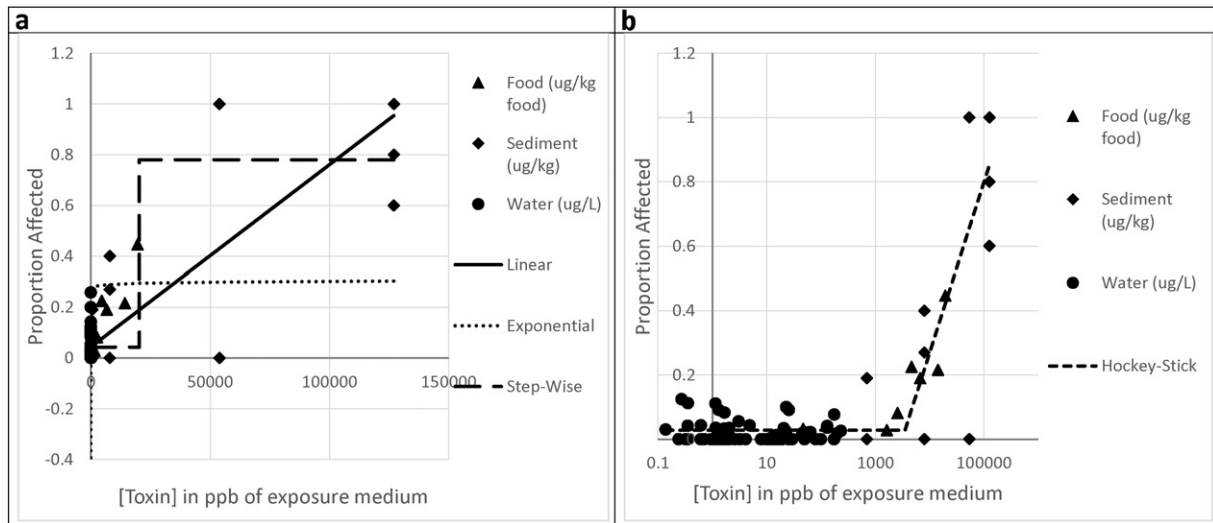 a
1.2
1
0.8
0.6
0.4
0.2
0
-0.2
-0.4
Proportion Affected
0
50000
100000
150000
[Toxin] in ppb of exposure medium
Food (ug/kg
food)
Sediment
(ug/kg)
Water (ug/L)
Linear
Exponential
Step-Wise
b
1.2
1
0.8
0.6
0.4
0.2
0
Proportion Affected
0.1
10
1000
100000
[Toxin] in ppb of exposure medium
Food (ug/kg
food)
Sediment
(ug/kg)
Water (ug/L)
Hockey-Stick